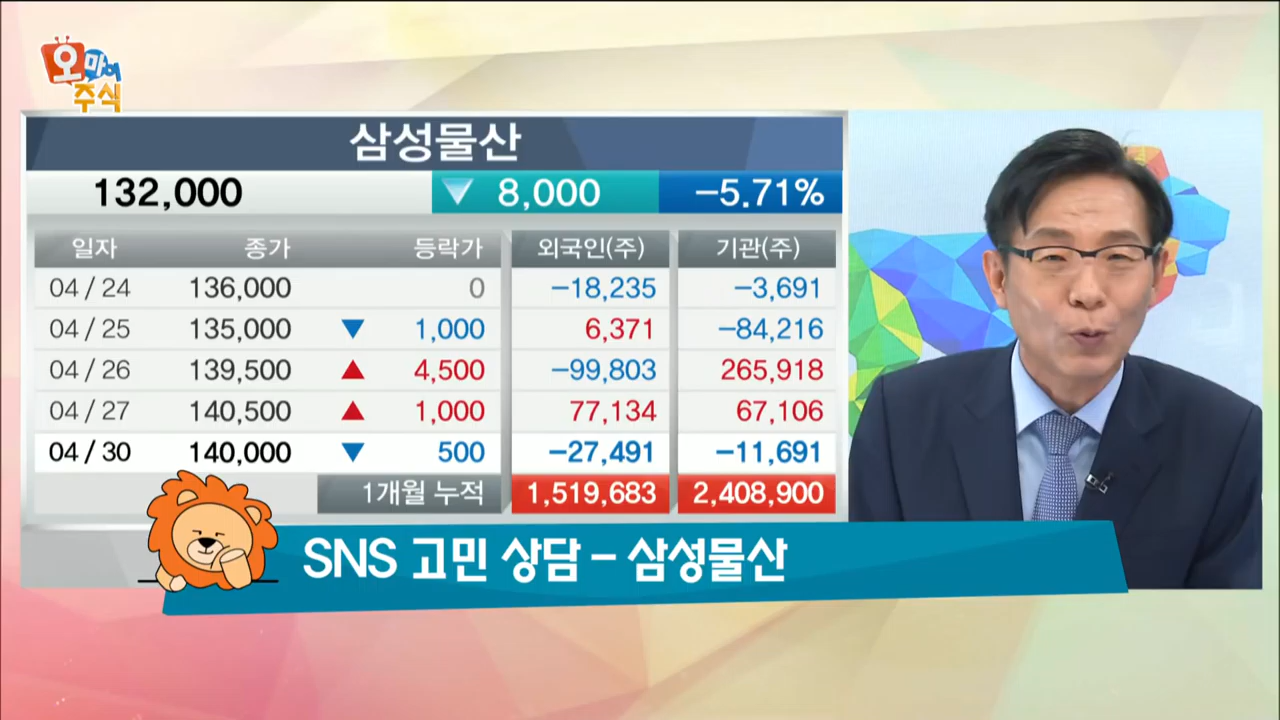 오마이
주식
삼성물산
132,000 ▼ 8,000 -5.71%
일자 종가 등락가 외국인(주) 기관(주)
04 / 24 136,000 0 -18,235 -3,691
04 / 25 135,000 ▼ 1,000 6,371 -84,216
04 / 26 139,500 ▲ 4,500 -99,803 265,918
04 / 27 140,500 ▲ 1,000 77,134 67,106
04 / 30 140,000 ▼ 500 -27,491 -11,691
1개월 누적 1,519,683 2,408,900
SNS 고민 상담 - 삼성물산